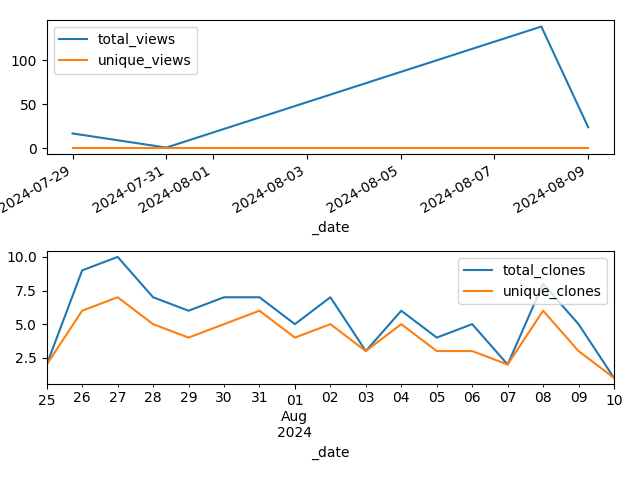 total_views
unique_views
100
50
0
2024-07-29
2024-07-31
2024-08-01
2024-08-03
2024-08-05
2024-08-07
2024-08-09
_date
10.0
7.5
5.0
2.5
total_clones
unique_clones
25 26 27 28 29 30 31 01 02 03 04 05 06 07 08 09 10
Aug
2024
_date